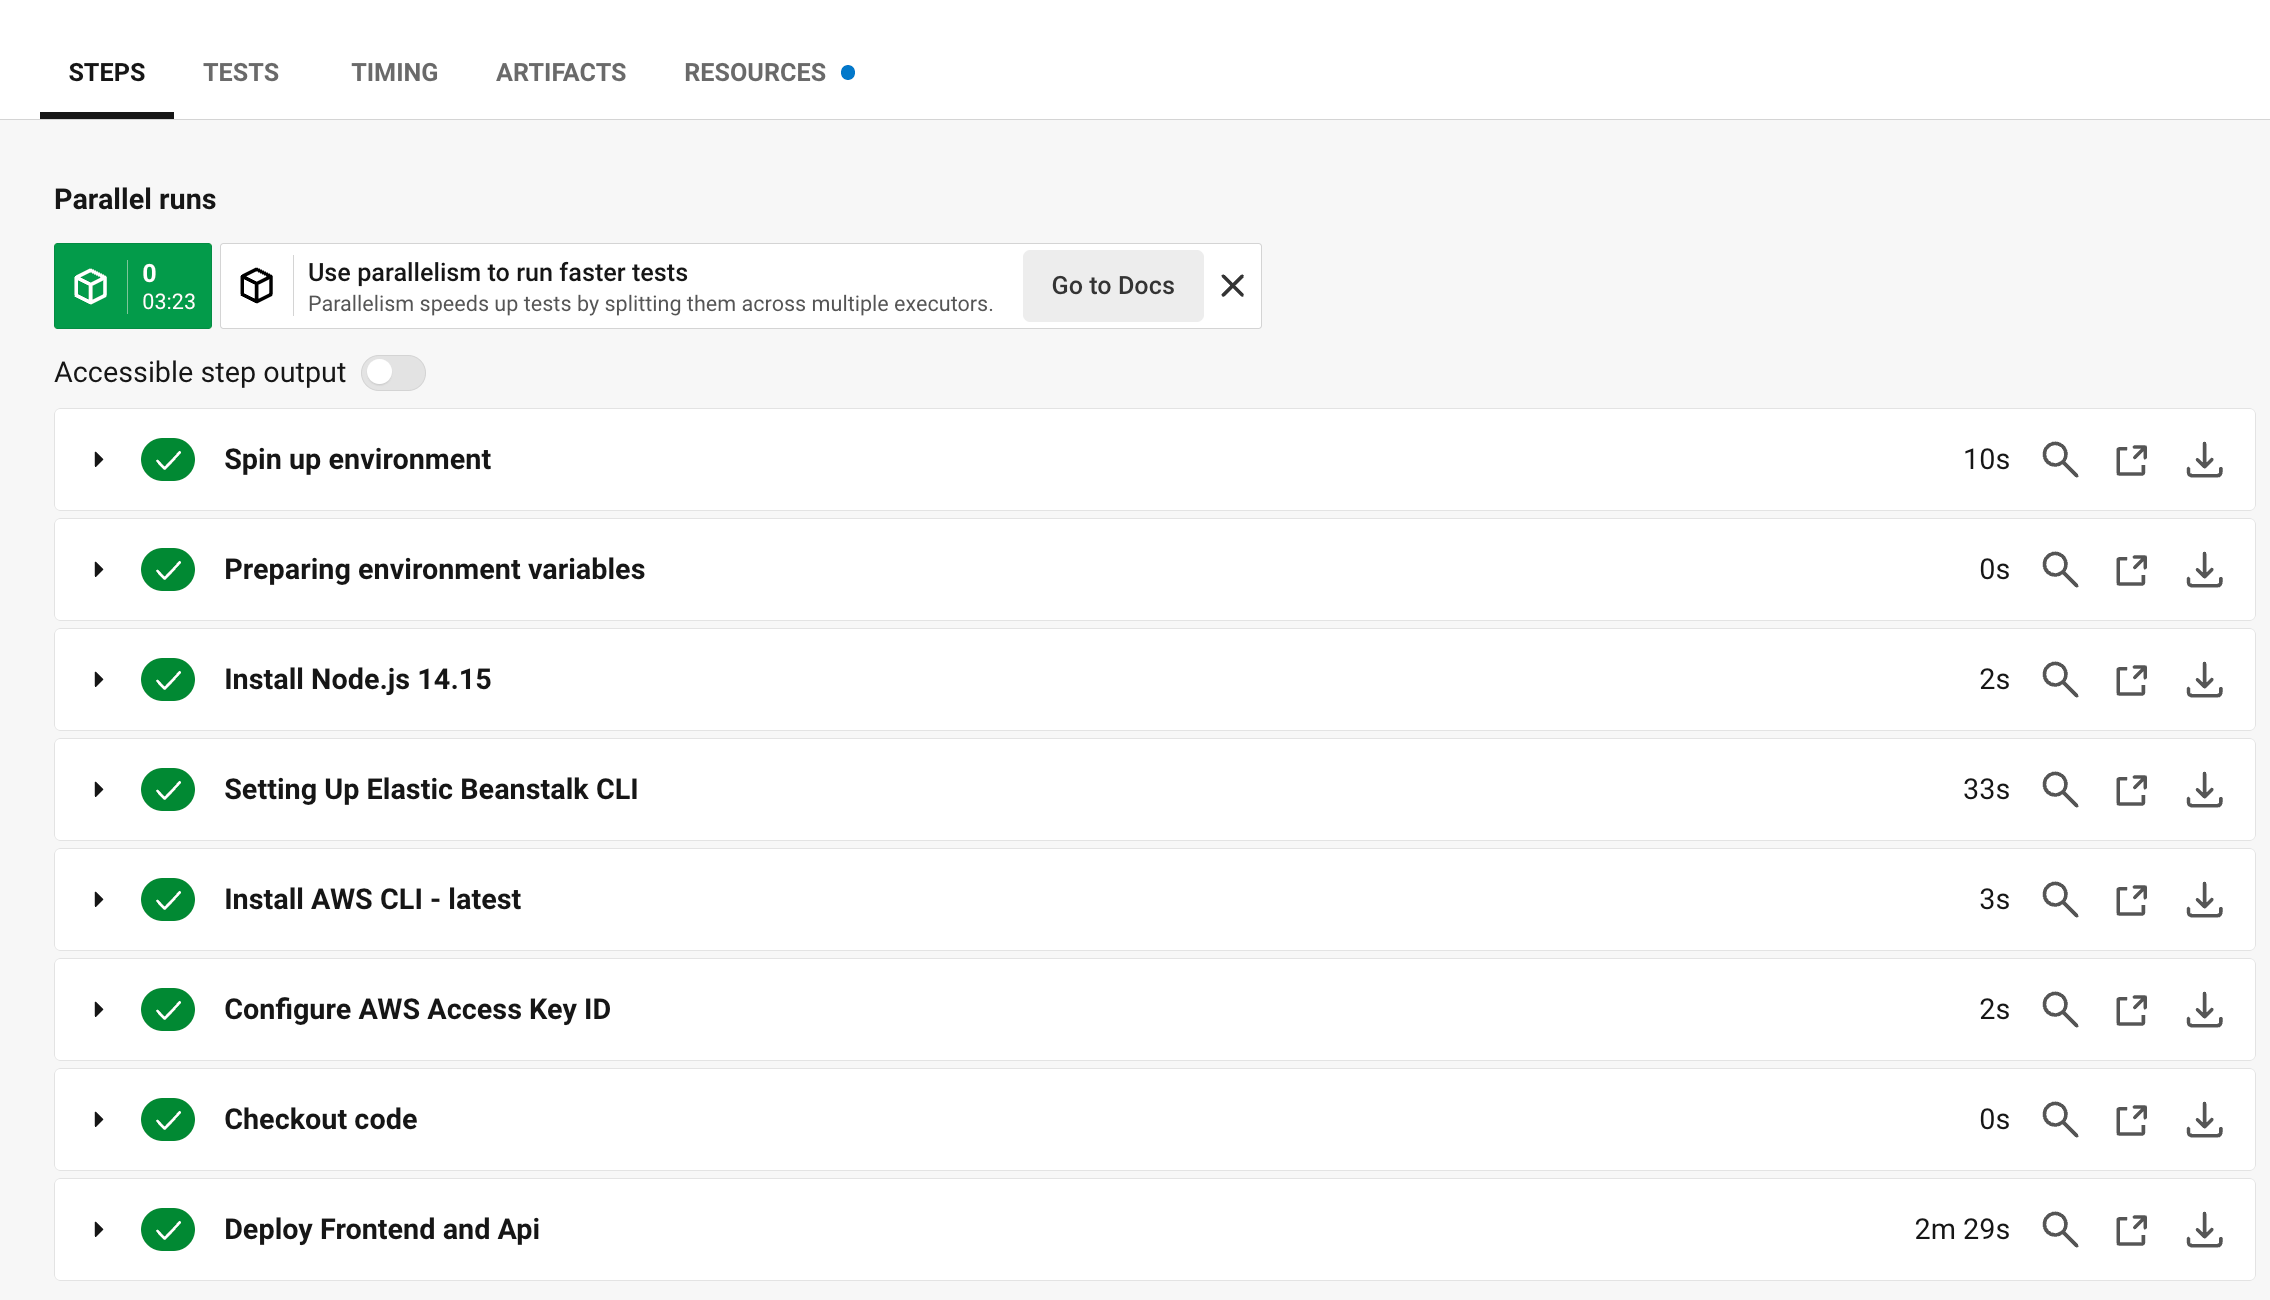 STEPS TESTS TIMING ARTIFACTS RESOURCES
Parallel runs
0
03:23
Use parallelism to run faster tests
Parallelism speeds up tests by splitting them across multiple executors.
Go to Docs
Accessible step output
Spin up environment 10s
Preparing environment variables 0s
Install Node.js 14.15 2s
Setting Up Elastic Beanstalk CLI 33s
Install AWS CLI - latest 3s
Configure AWS Access Key ID 2s
Checkout code 0s
Deploy Frontend and Api 2m 29s